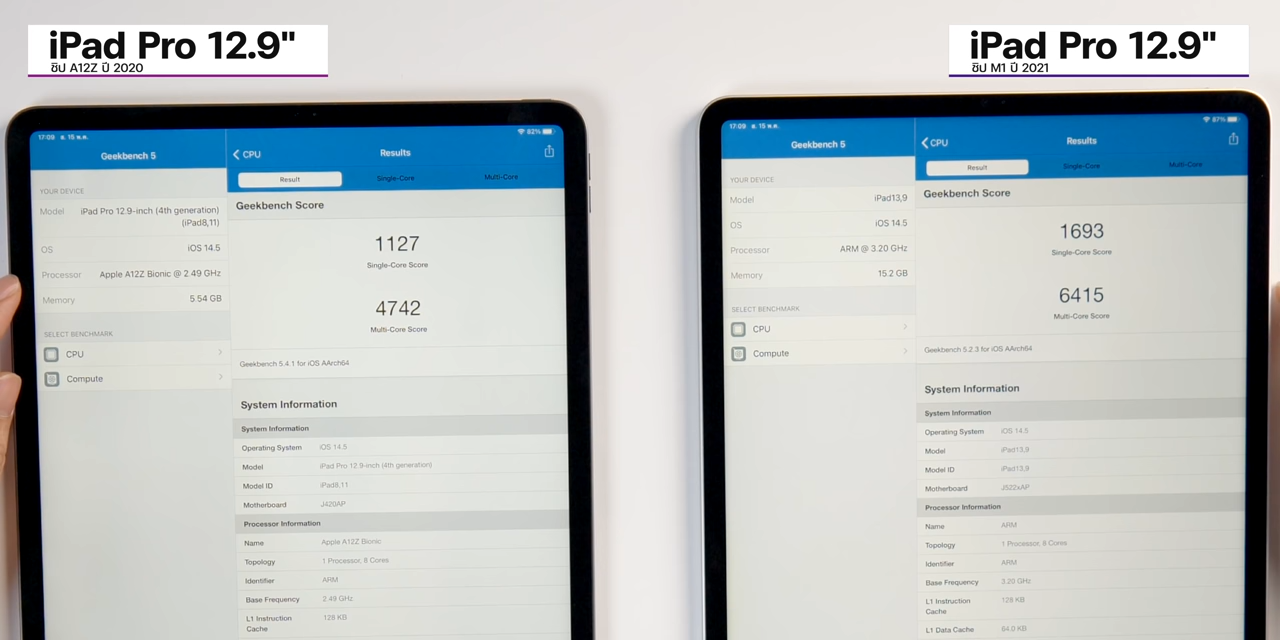 iPad Pro 12.9"
ชิป A12Z ปี 2020
iPad Pro 12.9"
ชิป M1 ปี 2021
17:09 ส. 15 พ.ค.
82%
Geekbench 5
CPU
Results
Result
Single-Core
Multi-Core
YOUR DEVICE
Model iPad Pro 12.9-inch (4th generation)
(iPad8,11)
OS iOS 14.5
Processor Apple A12Z Bionic @ 2.49 GHz
Memory 5.54 GB
SELECT BENCHMARK
CPU
Compute
Geekbench Score
1127
Single-Core Score
4742
Multi-Core Score
Geekbench 5.4.1 for iOS AArch64
System Information
System Information
Operating System iOS 14.5
Model iPad Pro 12.9-inch (4th generation)
Model ID iPad8,11
Motherboard J420AP
Processor Information
Name Apple A12Z Bionic
Topology 1 Processor, 8 Cores
Identifier ARM
Base Frequency 2.49 GHz
L1 Instruction 128 KB
Cache
17:09 ส. 15 พ.ค.
87%
Geekbench 5
CPU
Results
Result
Single-Core
Multi-Core
YOUR DEVICE
Model iPad13,9
OS iOS 14.5
Processor ARM @ 3.20 GHz
Memory 15.2 GB
SELECT BENCHMARK
CPU
Compute
Geekbench Score
1693
Single-Core Score
6415
Multi-Core Score
Geekbench 5.2.3 for iOS AArch64
System Information
System Information
Operating System iOS 14.5
Model iPad13,9
Model ID iPad13,9
Motherboard J522xAP
Processor Information
Name ARM
Topology 1 Processor, 8 Cores
Identifier ARM
Base Frequency 3.20 GHz
L1 Instruction 128 KB
Cache
L1 Data Cache 64.0 KB